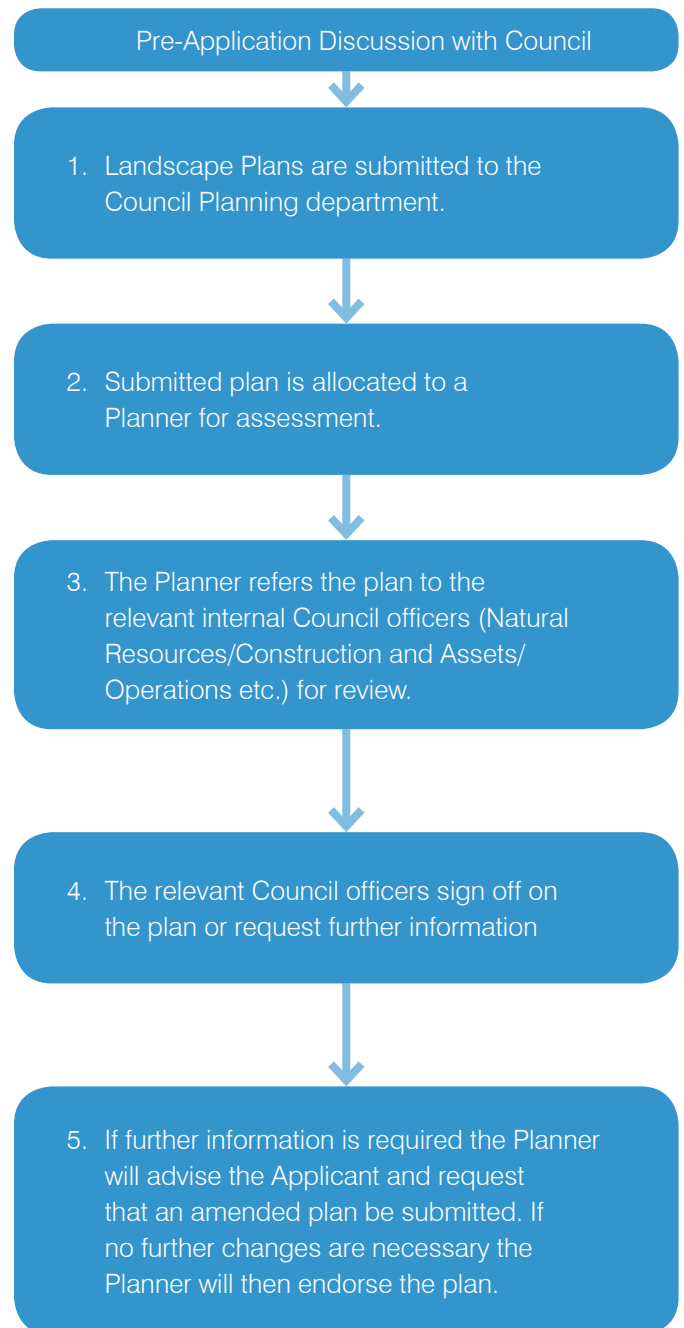 Pre-Application Discussion with Council
1. Landscape Plans are submitted to the
Council Planning department.
2. Submitted plan is allocated to a
Planner for assessment.
3. The Planner refers the plan to the
relevant internal Council officers (Natural
Resources/Construction and Assets/
Operations etc.) for review.
4. The relevant Council officers sign off on
the plan or request further information
5. If further information is required the Planner
will advise the Applicant and request
that an amended plan be submitted. If
no further changes are necessary the
Planner will then endorse the plan.